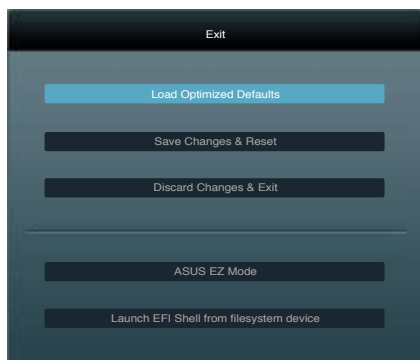 Exit
Load Optimized Defaults
Save Changes & Reset
Discard Changes & Exit
ASUS EZ Mode
Launch EFI Shell from filesystem device